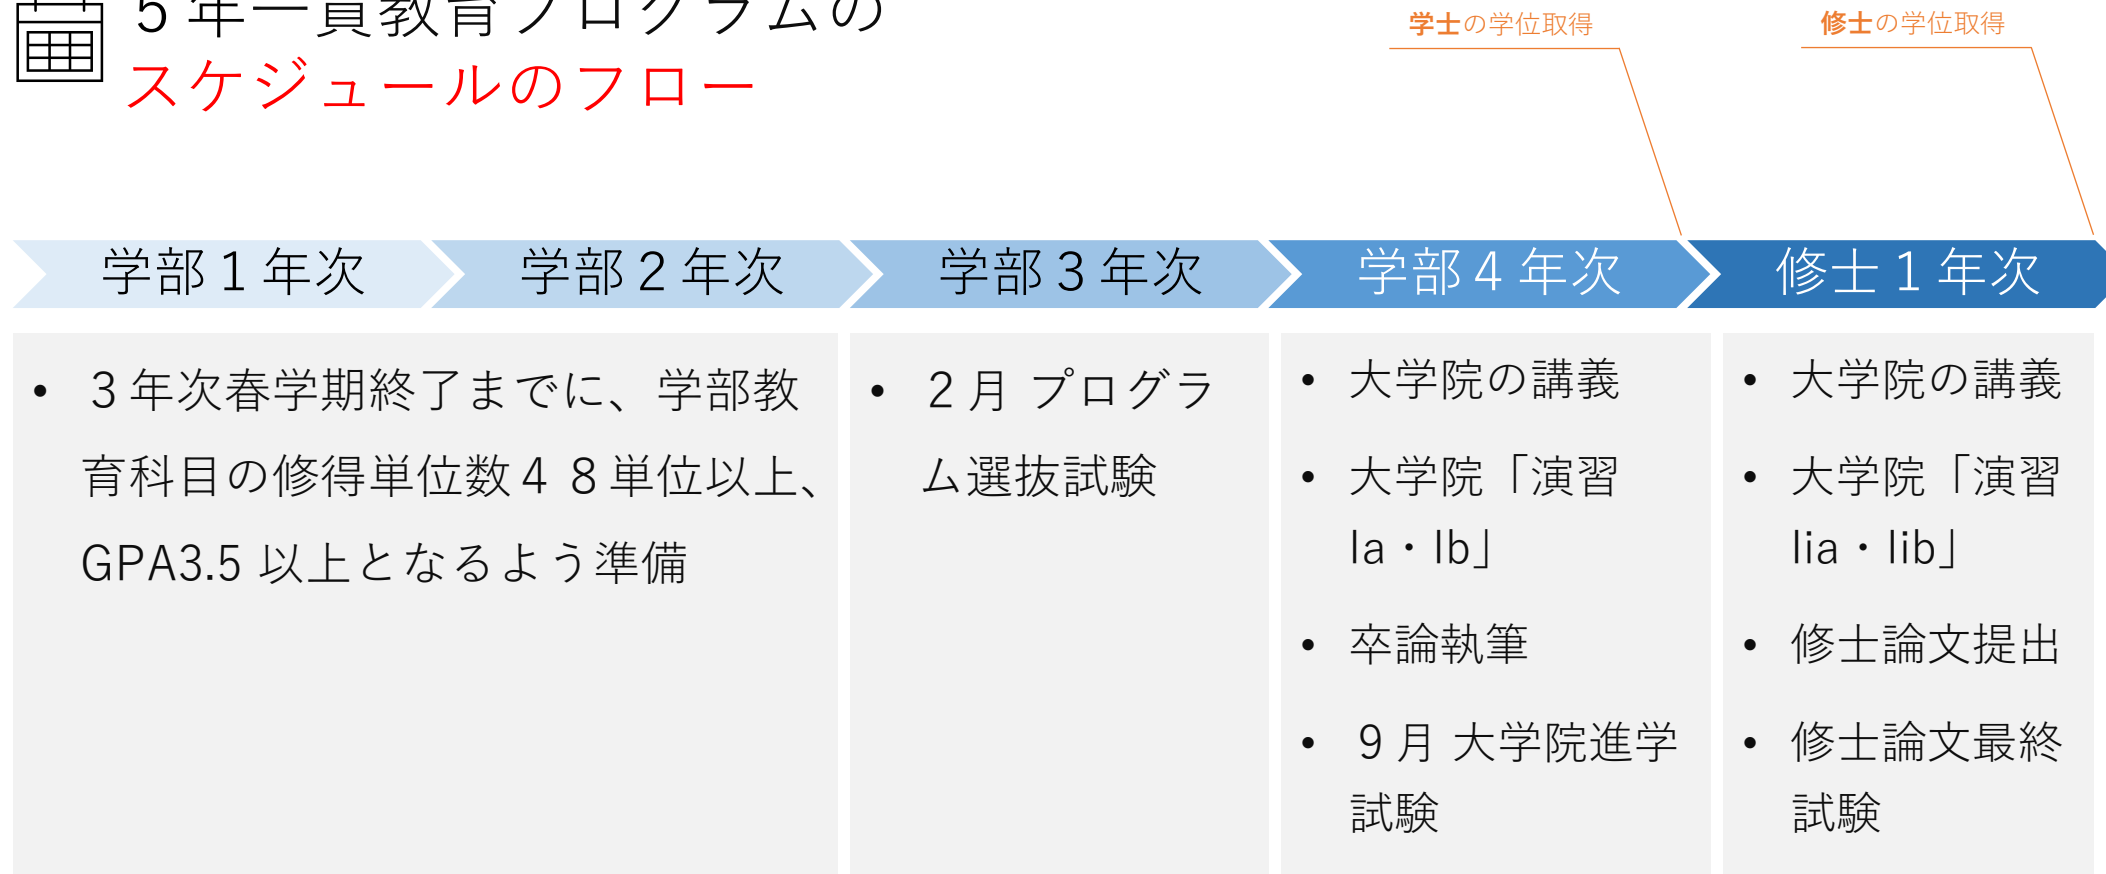 ５年一貫教育プログラムの
スケジュールのフロー
学士の学位取得
修士の学位取得
学部１年次
学部２年次
学部３年次
学部４年次
修士１年次
• ３年次春学期終了までに、学部教
育科目の修得単位数４８単位以上、
GPA3.5 以上となるよう準備
• ２月 プログラ
ム選抜試験
• 大学院の講義
• 大学院「演習
Ia・Ib」
• 卒論執筆
• ９月 大学院進学
試験
• 大学院の講義
• 大学院「演習
Iia・Iib」
• 修士論文提出
• 修士論文最終
試験